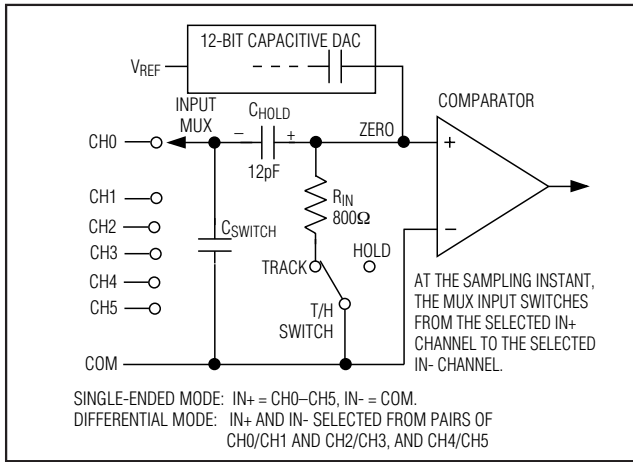 12-BIT CAPACITIVE DAC
VREF
INPUT
MUX
CHOLD
ZERO
COMPARATOR
CH0
– +
12pF
+
CH1
CH2
CH3
CH4
CH5
CSWITCH
RIN
800Ω
–
TRACK
HOLD
T/H
SWITCH
COM
AT THE SAMPLING INSTANT,
THE MUX INPUT SWITCHES
FROM THE SELECTED IN+
CHANNEL TO THE SELECTED
IN- CHANNEL.
SINGLE-ENDED MODE: IN+ = CH0–CH5, IN- = COM.
DIFFERENTIAL MODE: IN+ AND IN- SELECTED FROM PAIRS OF
CH0/CH1 AND CH2/CH3, AND CH4/CH5